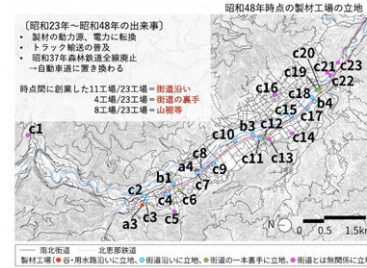 昭和48年時点の製材工場の立地
〔昭和23年～昭和48年の出来事〕
• 製材の動力源、電力に転換
• トラック輸送の普及
• 昭和37年森林鉄道全線廃止
→自動車道に置き換わる
時点間に創業した11工場/23工場＝街道沿い
4工場/23工場＝街道の裏手
8工場/23工場＝山裾等
c20
c21
c19
c22
c16
c18
b4
c17
c15
c12
c14
b3
c10
c13
c11
c1
c8
c9
a4
b1
c7
c2
c4
c6
c3
c5
a3
N
0 0.5 1 1.5km
南北街道 北恵那鉄道
製材工場（●谷・用水路沿いに立地、●街道沿いに立地、●街道の一本裏手に立地、●街道とは無関係に立地）